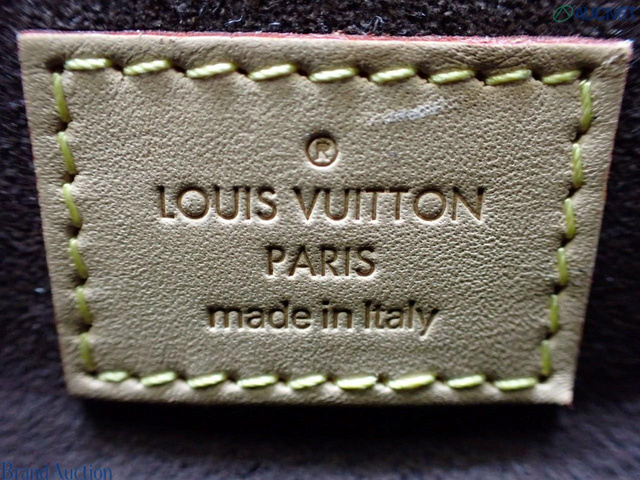 ®
LOUIS VUITTON
PARIS
made in Italy
Brand Auction